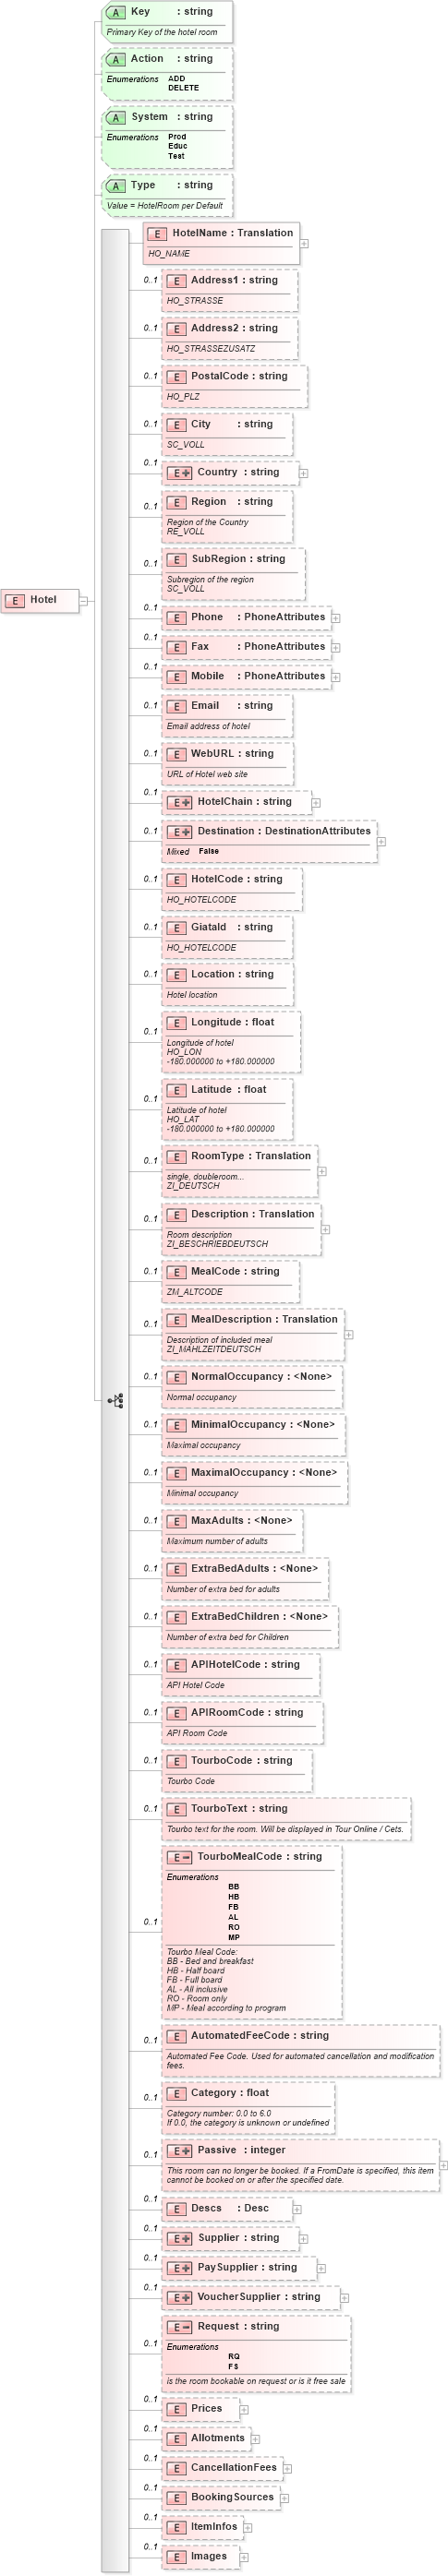 A Key : string
Primary Key of the hotel room
A Action : string
Enumerations ADD
DELETE
A System : string
Enumerations Prod
Educ
Test
A Type : string
Value = HotelRoom per Default
E HotelName : Translation
HO_NAME
0..1 E Address1 : string
HO_STRASSE
0..1 E Address2 : string
HO_STRASSEZUSATZ
0..1 E PostalCode : string
HO_PLZ
0..1 E City : string
SC_VOLL
0..1 E Country : string
0..1 E Region : string
Region of the Country
RE_VOLL
0..1 E SubRegion : string
Subregion of the region
SC_VOLL
E Hotel
0..1 E Phone : PhoneAttributes
0..1 E Fax : PhoneAttributes
0..1 E Mobile : PhoneAttributes
0..1 E Email : string
Email address of hotel
0..1 E WebURL : string
URL of Hotel web site
0..1 E HotelChain : string
0..1 E Destination : DestinationAttributes
Mixed False
0..1 E HotelCode : string
HO_HOTELCODE
0..1 E GiataId : string
HO_HOTELCODE
0..1 E Location : string
Hotel location
0..1 E Longitude : float
Longitude of hotel
HO_LON
-180.000000 to +180.000000
0..1 E Latitude : float
Latitude of hotel
HO_LAT
-180.000000 to +180.000000
0..1 E RoomType : Translation
single, doubleroom...
ZI_DEUTSCH
0..1 E Description : Translation
Room description
ZI_BESCHRIEBDEUTSCH
0..1 E MealCode : string
ZM_ALTCODE
0..1 E MealDescription : Translation
Description of included meal
ZI_MAHLZEITDEUTSCH
0..1 E NormalOccupancy : <None>
Normal occupancy
0..1 E MinimalOccupancy : <None>
Maximal occupancy
0..1 E MaximalOccupancy : <None>
Minimal occupancy
0..1 E MaxAdults : <None>
Maximum number of adults
0..1 E ExtraBedAdults : <None>
Number of extra bed for adults
0..1 E ExtraBedChildren : <None>
Number of extra bed for Children
0..1 E APIHotelCode : string
API Hotel Code
0..1 E APIRoomCode : string
API Room Code
0..1 E TourboCode : string
Tourbo Code
0..1 E TourboText : string
Tourbo text for the room. Will be displayed in Tour Online / Cets.
0..1 E TourboMealCode : string
Enumerations
BB
HB
FB
AL
RO
MP
Tourbo Meal Code:
BB - Bed and breakfast
HB - Half board
FB - Full board
AL - All inclusive
RO - Room only
MP - Meal according to program
0..1 E AutomatedFeeCode : string
Automated Fee Code. Used for automated cancellation and modification
fees.
0..1 E Category : float
Category number: 0.0 to 6.0
If 0.0, the category is unknown or undefined
0..1 E Passive : integer
This room can no longer be booked. If a FromDate is specified, this item
cannot be booked on or after the specified date.
0..1 E Descs : Desc
0..1 E Supplier : string
0..1 E PaySupplier : string
0..1 E VoucherSupplier : string
0..1 E Request : string
Enumerations
RQ
FS
is the room bookable on request or is it free sale
0..1 E Prices
0..1 E Allotments
0..1 E CancellationFees
0..1 E BookingSources
0..1 E ItemInfos
0..1 E Images